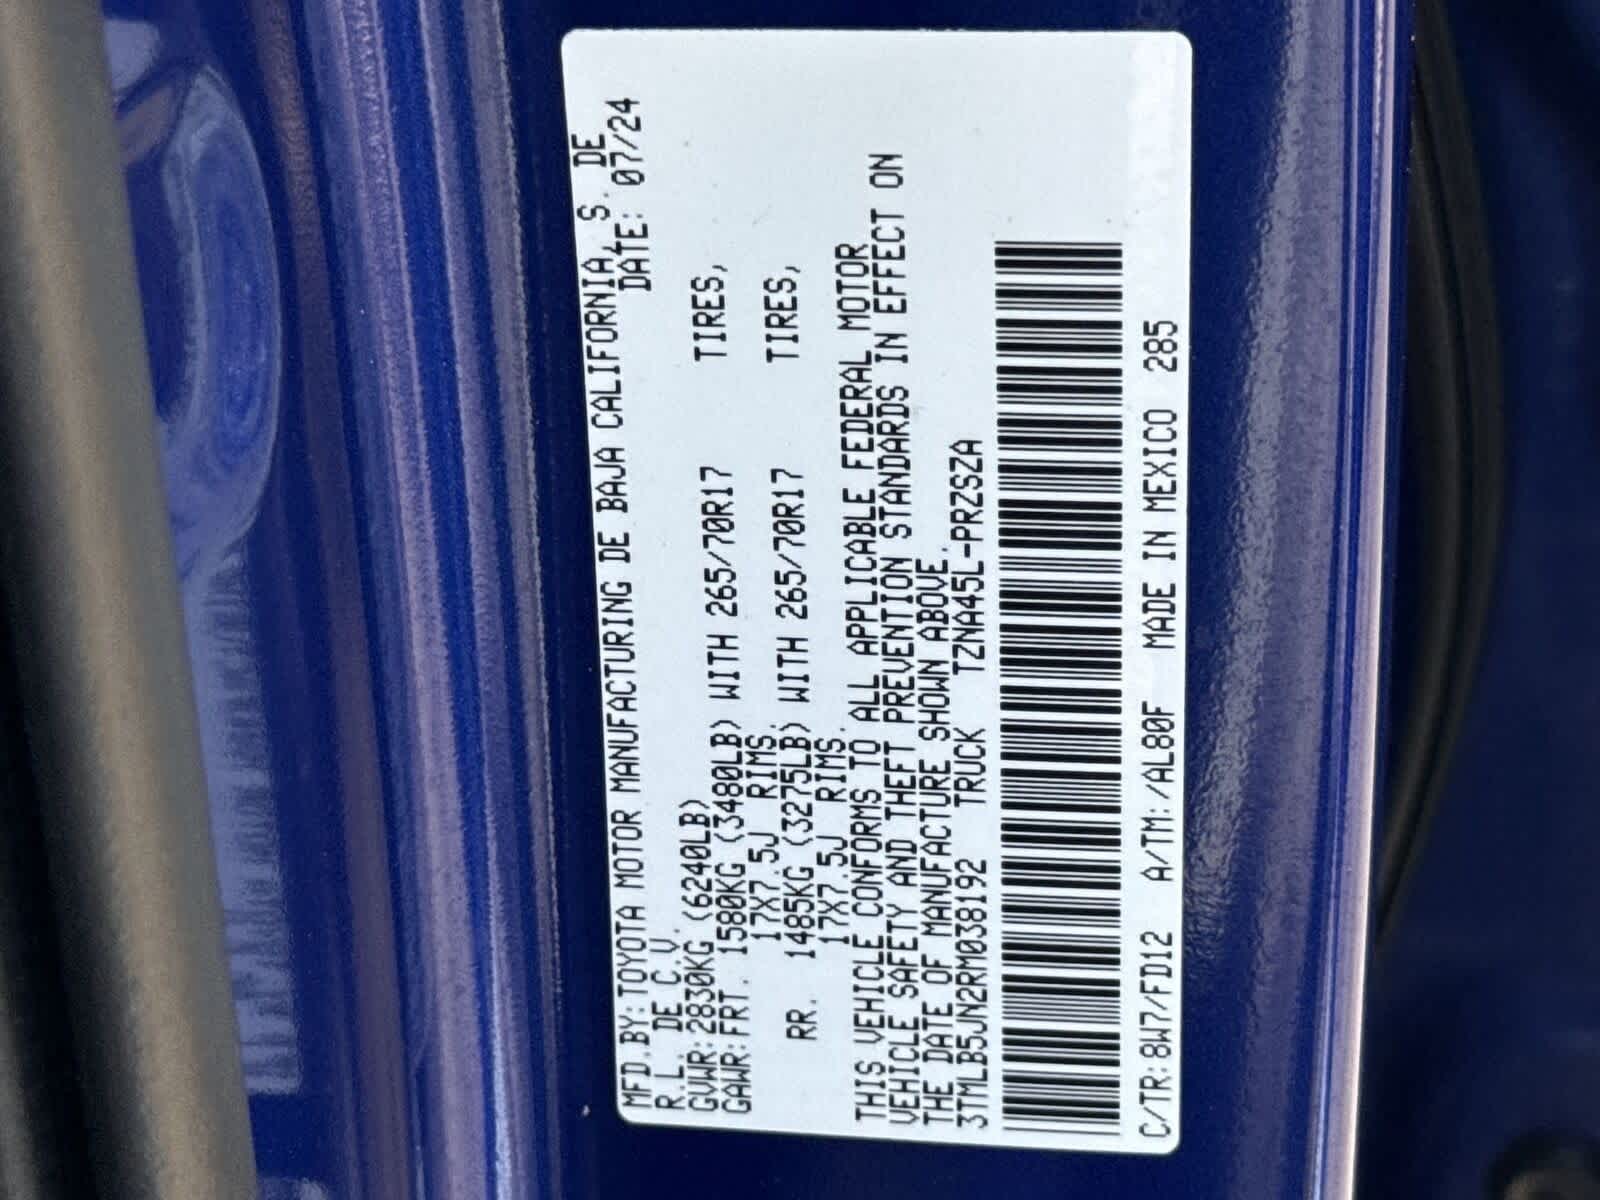 MFD.BY:TOYOTA MOTOR MANUFACTURING DE BAJA CALIFORNIA, S. DE
R.L. DE C.V. DATE: 07/24
GVWR:2830KG (6240LB)
GAWR:FRT. 1580KG (3480LB) WITH 265/70R17 TIRES,
17X7.5J RIMS.
RR. 1485KG (3275LB) WITH 265/70R17 TIRES,
17X7.5J RIMS.
THIS VEHICLE CONFORMS TO ALL APPLICABLE FEDERAL MOTOR
VEHICLE SAFETY AND THEFT PREVENTION STANDARDS IN EFFECT ON
THE DATE OF MANUFACTURE SHOWN ABOVE.
3TMLB5JN2RM038192 TRUCK TZNA45L-PRZSZA
C/TR:8W7/FD12 A/TM:/AL80F MADE IN MEXICO 285